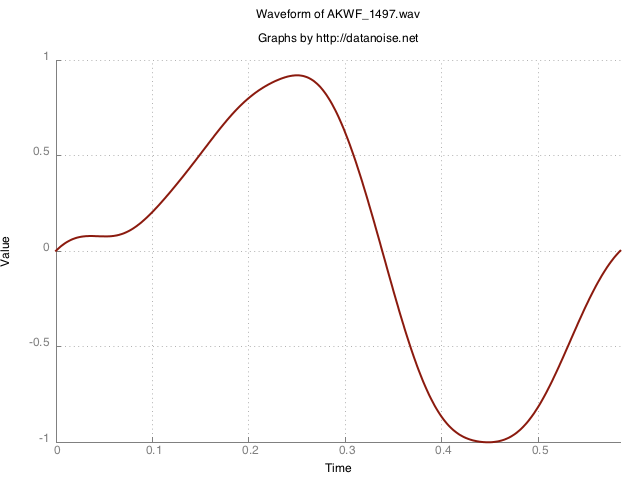 Waveform of AKWF_1497.wav
Graphs by http://datanoise.net
1
0.5
0
-0.5
-1
Value
0 0.1 0.2 0.3 0.4 0.5
Time